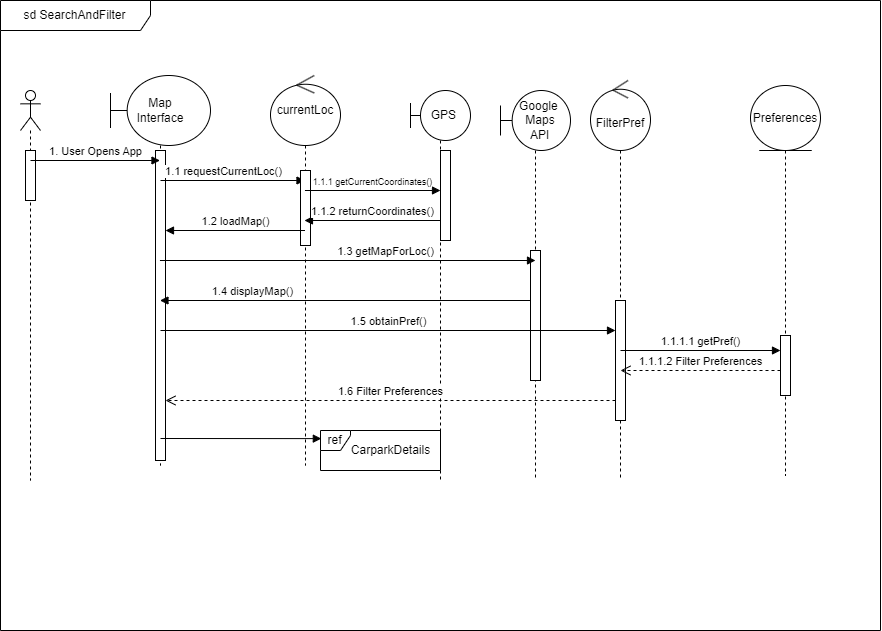 sd SearchAndFilter
Map
Interface
currentLoc
GPS
Google
Maps
API
FilterPref
Preferences
1. User Opens App
1.1 requestCurrentLoc()
1.1.1 getCurrentCoordinates()
1.1.2 returnCoordinates()
1.2 loadMap()
1.3 getMapForLoc()
1.4 displayMap()
1.5 obtainPref()
1.1.1.1 getPref()
1.1.1.2 Filter Preferences
1.6 Filter Preferences
ref
CarparkDetails